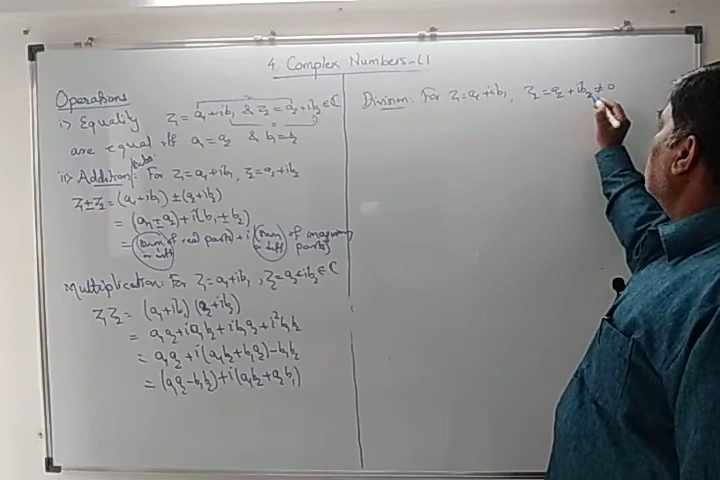 4 Complex Numbers-L1
Operations
i) Equality z₁ = a₁+ib₁ & z₂ = a₂+ib₂ ∈ ℂ
are equal if a₁ = a₂ & b₁ = b₂
ii) Addition/subt: For z₁ = a₁+ib₁, z₂ = a₂+ib₂
z₁±z₂ = (a₁+ib₁) ± (a₂+ib₂)
= (a₁ ± a₂) + i(b₁ ± b₂)
= (sum or diff of real parts) + i (sum or diff of imaginary parts)
Multiplication: For z₁ = a₁+ib₁, z₂ = a₂+ib₂ ∈ ℂ
z₁z₂ = (a₁+ib₁) (a₂+ib₂)
= a₁a₂ + ia₁b₂ + ib₁a₂ + i²b₁b₂
= a₁a₂ + i(a₁b₂+b₁a₂) - b₁b₂
= (a₁a₂-b₁b₂) + i(a₁b₂+a₂b₁)
Division: For z₁ = a₁+ib₁, z₂ = a₂+ib₂ ≠ 0